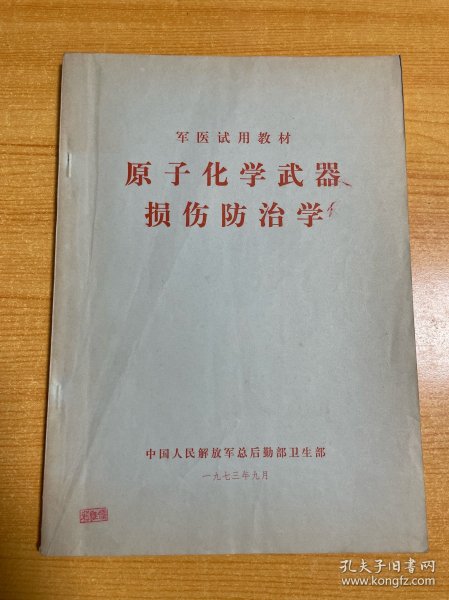 军医试用教材
原子化学武器
损伤防治学
中国人民解放军总后勤部卫生部
一九七三年九月
孔夫子旧书网
www.kongfz.com